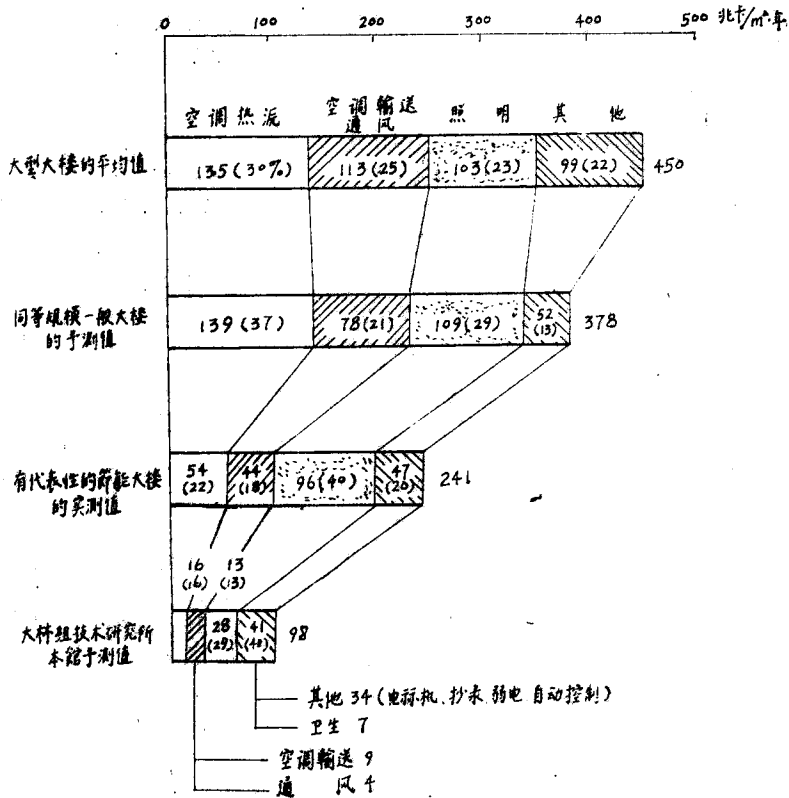 0 100 200 300 400 500 兆卡/m²·年
空调热源 空调输送 照明 其他
通风
大型大楼的平均值 135(30%) 113(25) 103(23) 99(22) 450
同等规模一般大楼 139(37) 78(21) 109(29) 52 378
的予测值 (13)
有代表性的節能大楼 54 44 96(40) 47 241
的实测值 (22) (18) (20)
16 13
(16) (13)
大林组技术研究所 28 41 98
本舘予测值 (29) (42)
其他 34 (电梯机、抄表 弱电 自动控制)
卫生 7
空调输送 9
通风 4